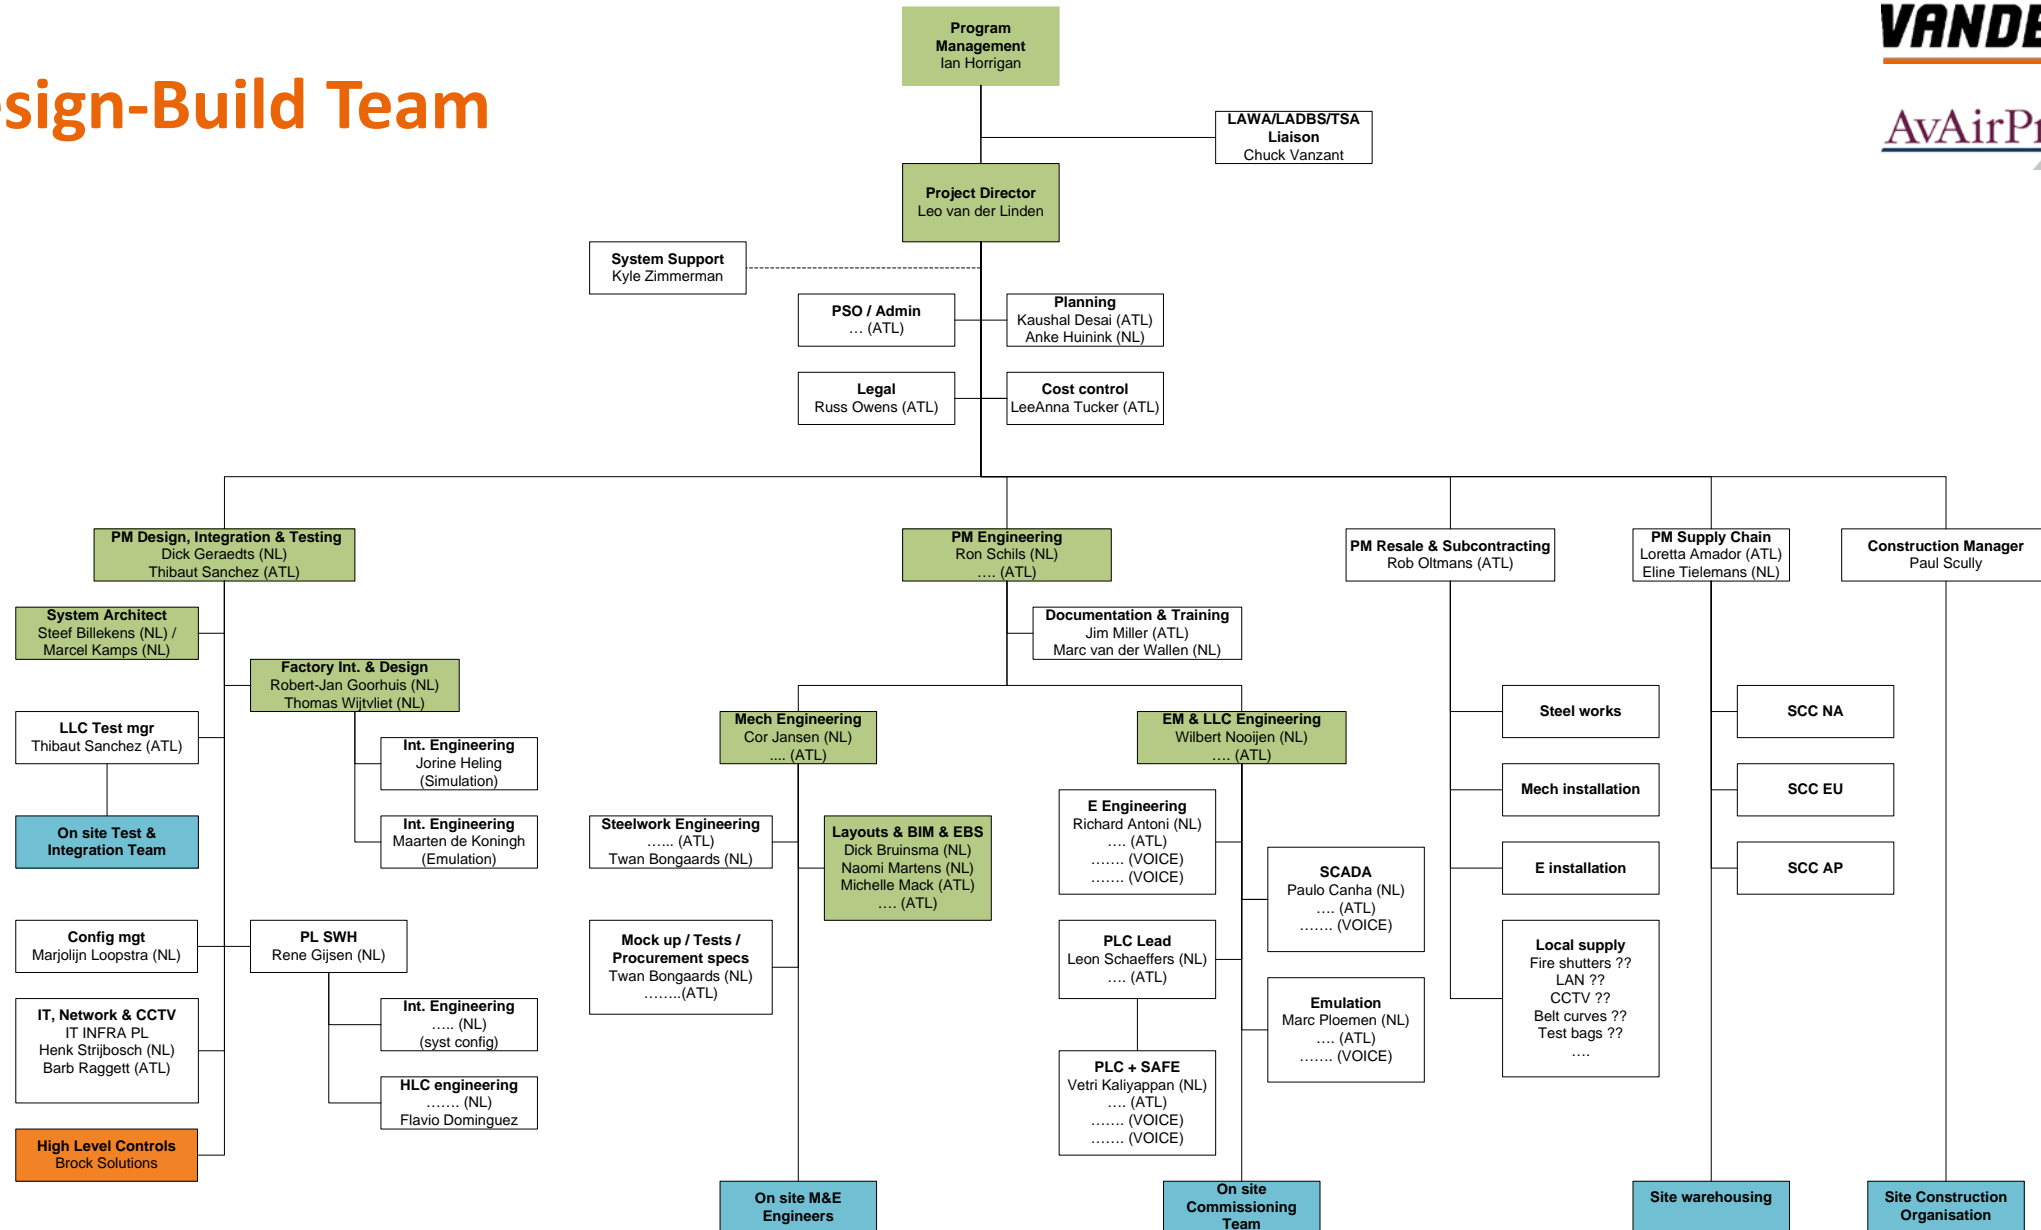 Program
Management
Ian Horrigan
VANDE
sign-Build Team
LAWA/LADBS/TSA
Liaison
Chuck Vanzant
AvAirPr
Project Director
Leo van der Linden
System Support
Kyle Zimmerman
PSO / Admin
… (ATL)
Planning
Kaushal Desai (ATL)
Anke Huinink (NL)
Legal
Russ Owens (ATL)
Cost control
LeeAnna Tucker (ATL)
PM Design, Integration & Testing
Dick Geraedts (NL)
Thibaut Sanchez (ATL)
PM Engineering
Ron Schils (NL)
…. (ATL)
PM Resale & Subcontracting
Rob Oltmans (ATL)
PM Supply Chain
Loretta Amador (ATL)
Eline Tielemans (NL)
Construction Manager
Paul Scully
System Architect
Steef Billekens (NL) /
Marcel Kamps (NL)
Documentation & Training
Jim Miller (ATL)
Marc van der Wallen (NL)
Factory Int. & Design
Robert-Jan Goorhuis (NL)
Thomas Wijtvliet (NL)
LLC Test mgr
Thibaut Sanchez (ATL)
Int. Engineering
Jorine Heling
(Simulation)
Mech Engineering
Cor Jansen (NL)
.... (ATL)
EM & LLC Engineering
Wilbert Nooijen (NL)
…. (ATL)
Steel works
SCC NA
On site Test &
Integration Team
Int. Engineering
Maarten de Koningh
(Emulation)
Steelwork Engineering
…... (ATL)
Twan Bongaards (NL)
Layouts & BIM & EBS
Dick Bruinsma (NL)
Naomi Martens (NL)
Michelle Mack (ATL)
…. (ATL)
E Engineering
Richard Antoni (NL)
…. (ATL)
……. (VOICE)
……. (VOICE)
SCADA
Paulo Canha (NL)
…. (ATL)
……. (VOICE)
Mech installation
SCC EU
E installation
SCC AP
Config mgt
Marjolijn Loopstra (NL)
PL SWH
Rene Gijsen (NL)
Mock up / Tests /
Procurement specs
Twan Bongaards (NL)
……..(ATL)
PLC Lead
Leon Schaeffers (NL)
…. (ATL)
Emulation
Marc Ploemen (NL)
…. (ATL)
……. (VOICE)
Local supply
Fire shutters ??
LAN ??
CCTV ??
Belt curves ??
Test bags ??
….
IT, Network & CCTV
IT INFRA PL
Henk Strijbosch (NL)
Barb Raggett (ATL)
Int. Engineering
….. (NL)
(syst config)
PLC + SAFE
Vetri Kaliyappan (NL)
…. (ATL)
……. (VOICE)
……. (VOICE)
HLC engineering
……. (NL)
Flavio Dominguez
High Level Controls
Brock Solutions
On site M&E
Engineers
On site
Commissioning
Team
Site warehousing
Site Construction
Organisation